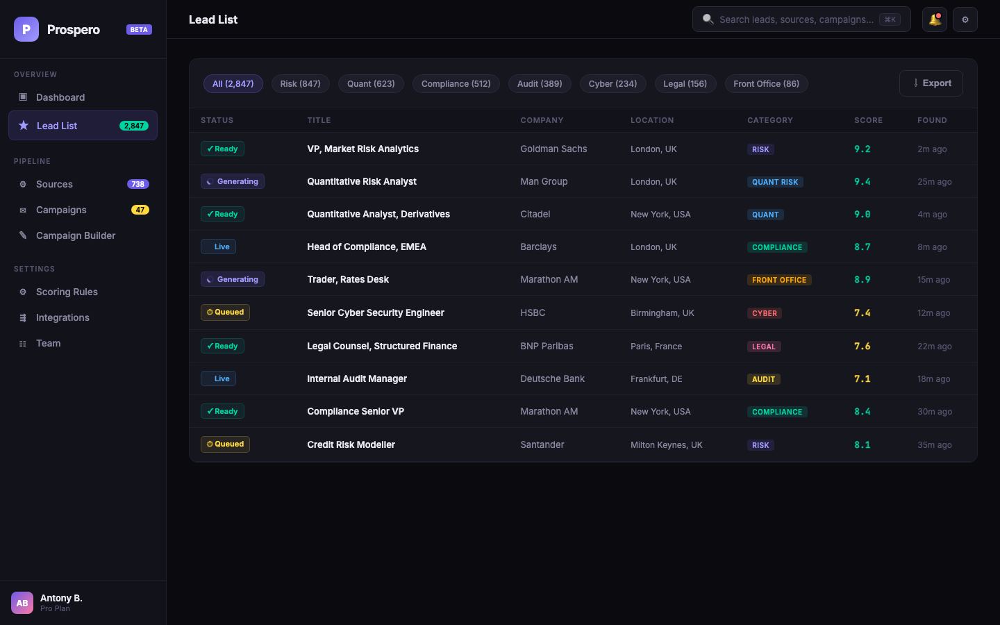 P Prospero BETA
OVERVIEW
Dashboard
Lead List 2,847
PIPELINE
Sources 738
Campaigns 47
Campaign Builder
SETTINGS
Scoring Rules
Integrations
Team
AB Antony B.
Pro Plan
Lead List
Search leads, sources, campaigns... ⌘K
All (2,847) Risk (847) Quant (623) Compliance (512) Audit (389) Cyber (234) Legal (156) Front Office (86) Export
STATUS TITLE COMPANY LOCATION CATEGORY SCORE FOUND
✓ Ready VP, Market Risk Analytics Goldman Sachs London, UK RISK 9.2 2m ago
Generating Quantitative Risk Analyst Man Group London, UK QUANT RISK 9.4 25m ago
✓ Ready Quantitative Analyst, Derivatives Citadel New York, USA QUANT 9.0 4m ago
Live Head of Compliance, EMEA Barclays London, UK COMPLIANCE 8.7 8m ago
Generating Trader, Rates Desk Marathon AM New York, USA FRONT OFFICE 8.9 15m ago
Queued Senior Cyber Security Engineer HSBC Birmingham, UK CYBER 7.4 12m ago
✓ Ready Legal Counsel, Structured Finance BNP Paribas Paris, France LEGAL 7.6 22m ago
Live Internal Audit Manager Deutsche Bank Frankfurt, DE AUDIT 7.1 18m ago
✓ Ready Compliance Senior VP Marathon AM New York, USA COMPLIANCE 8.4 30m ago
Queued Credit Risk Modeller Santander Milton Keynes, UK RISK 8.1 35m ago